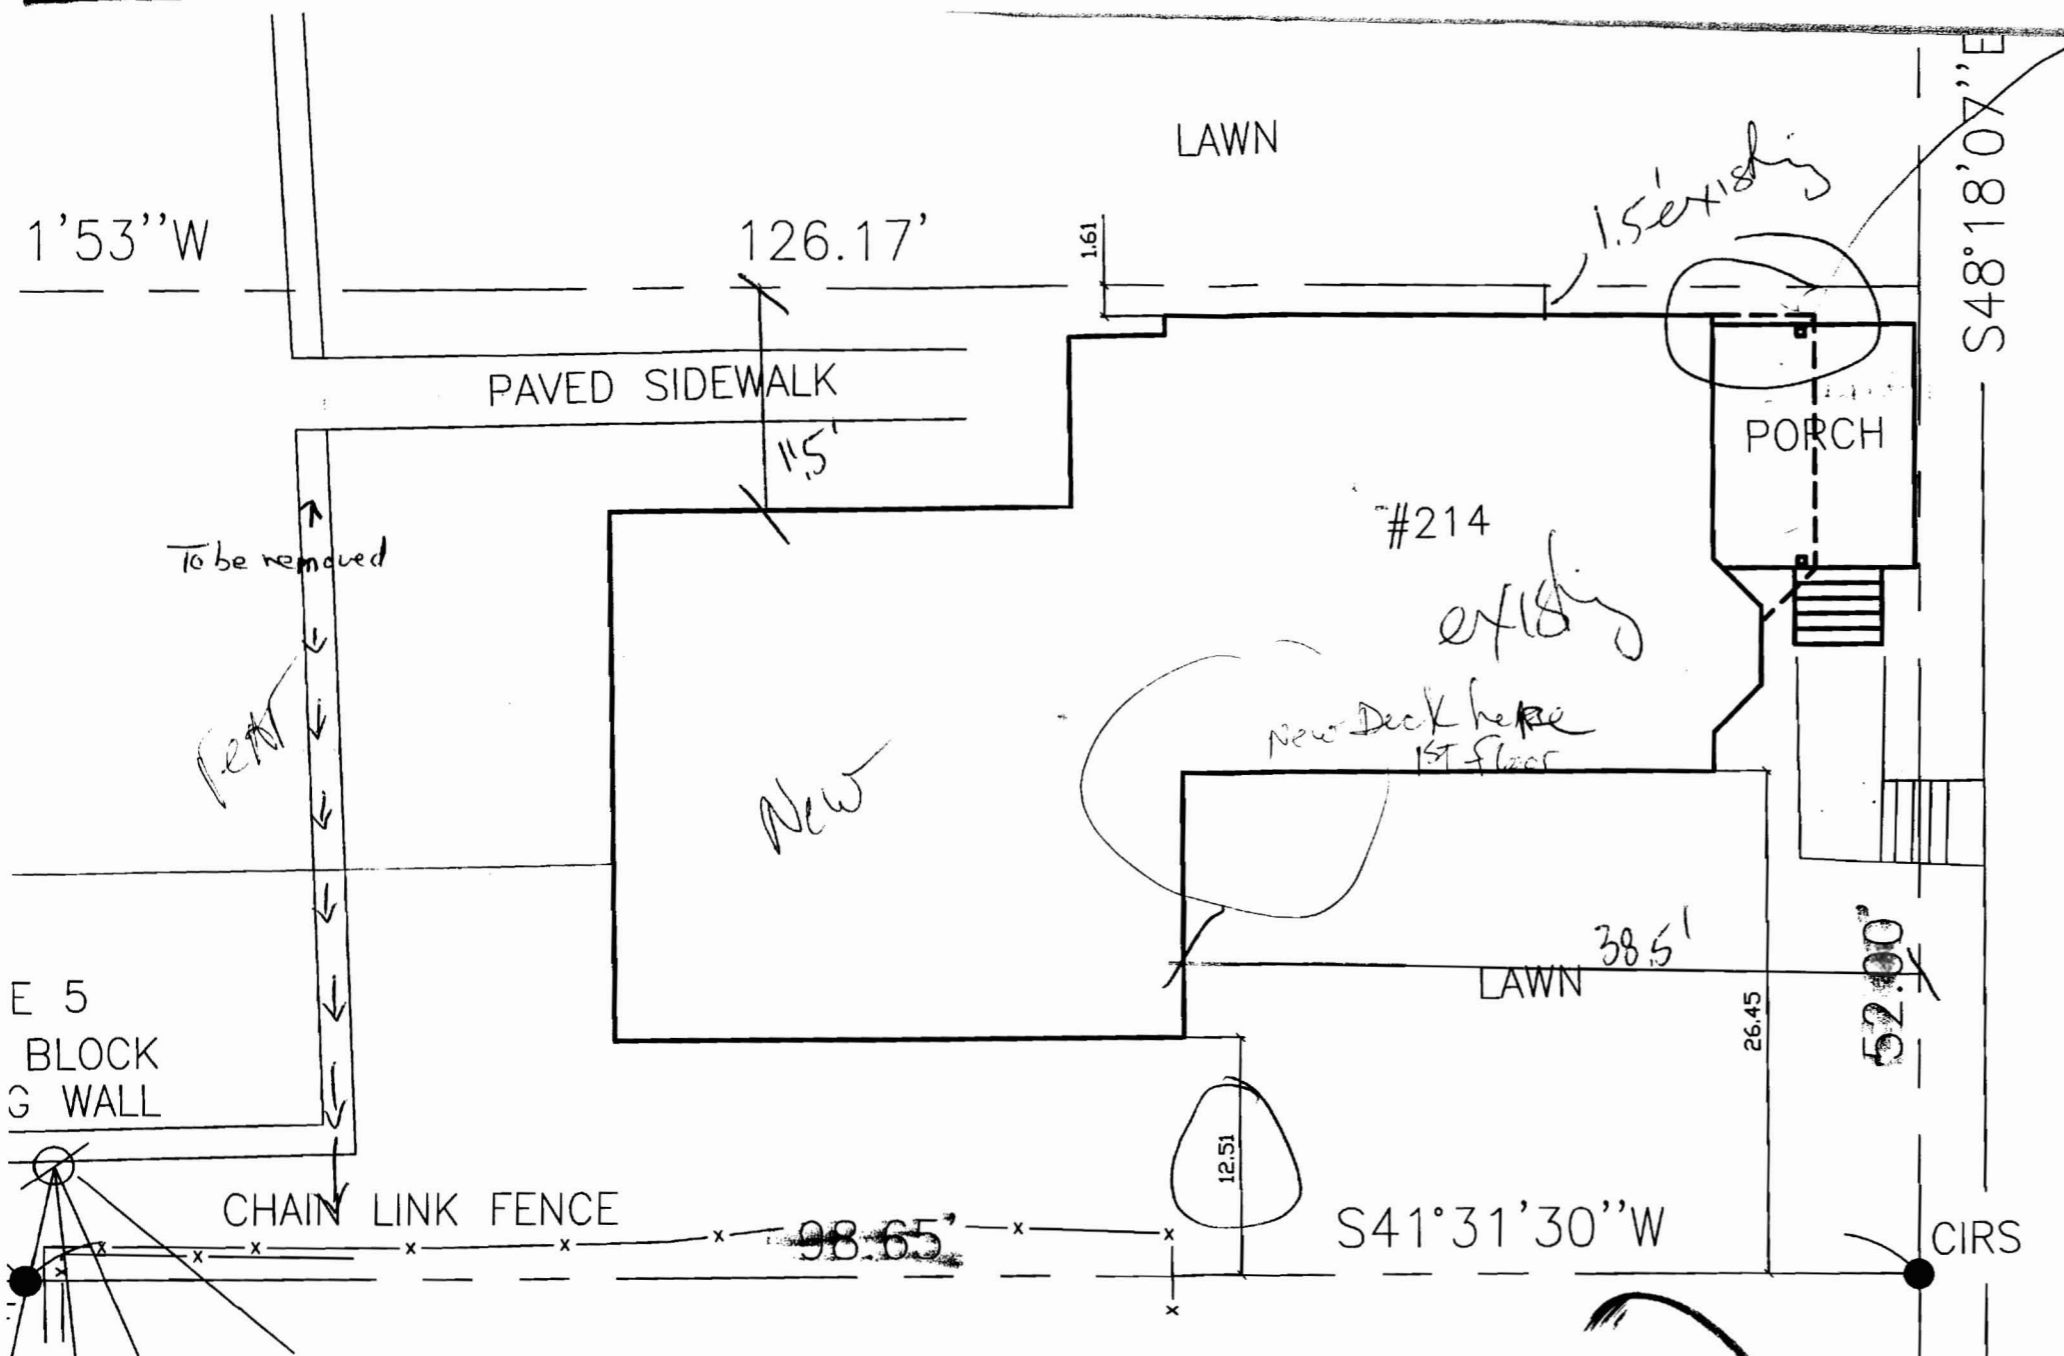 LAWN
S48°18'07"E
1'53"W
126.17'
1.61
1.5' existing
PAVED SIDEWALK
11.5'
PORCH
#214
existing
To be removed
New Deck here
1st floor
New
38.5'
LAWN
26.45
52.00'
E 5
BLOCK
G WALL
12.51
CHAIN LINK FENCE
98.65'
S41°31'30"W
CIRS